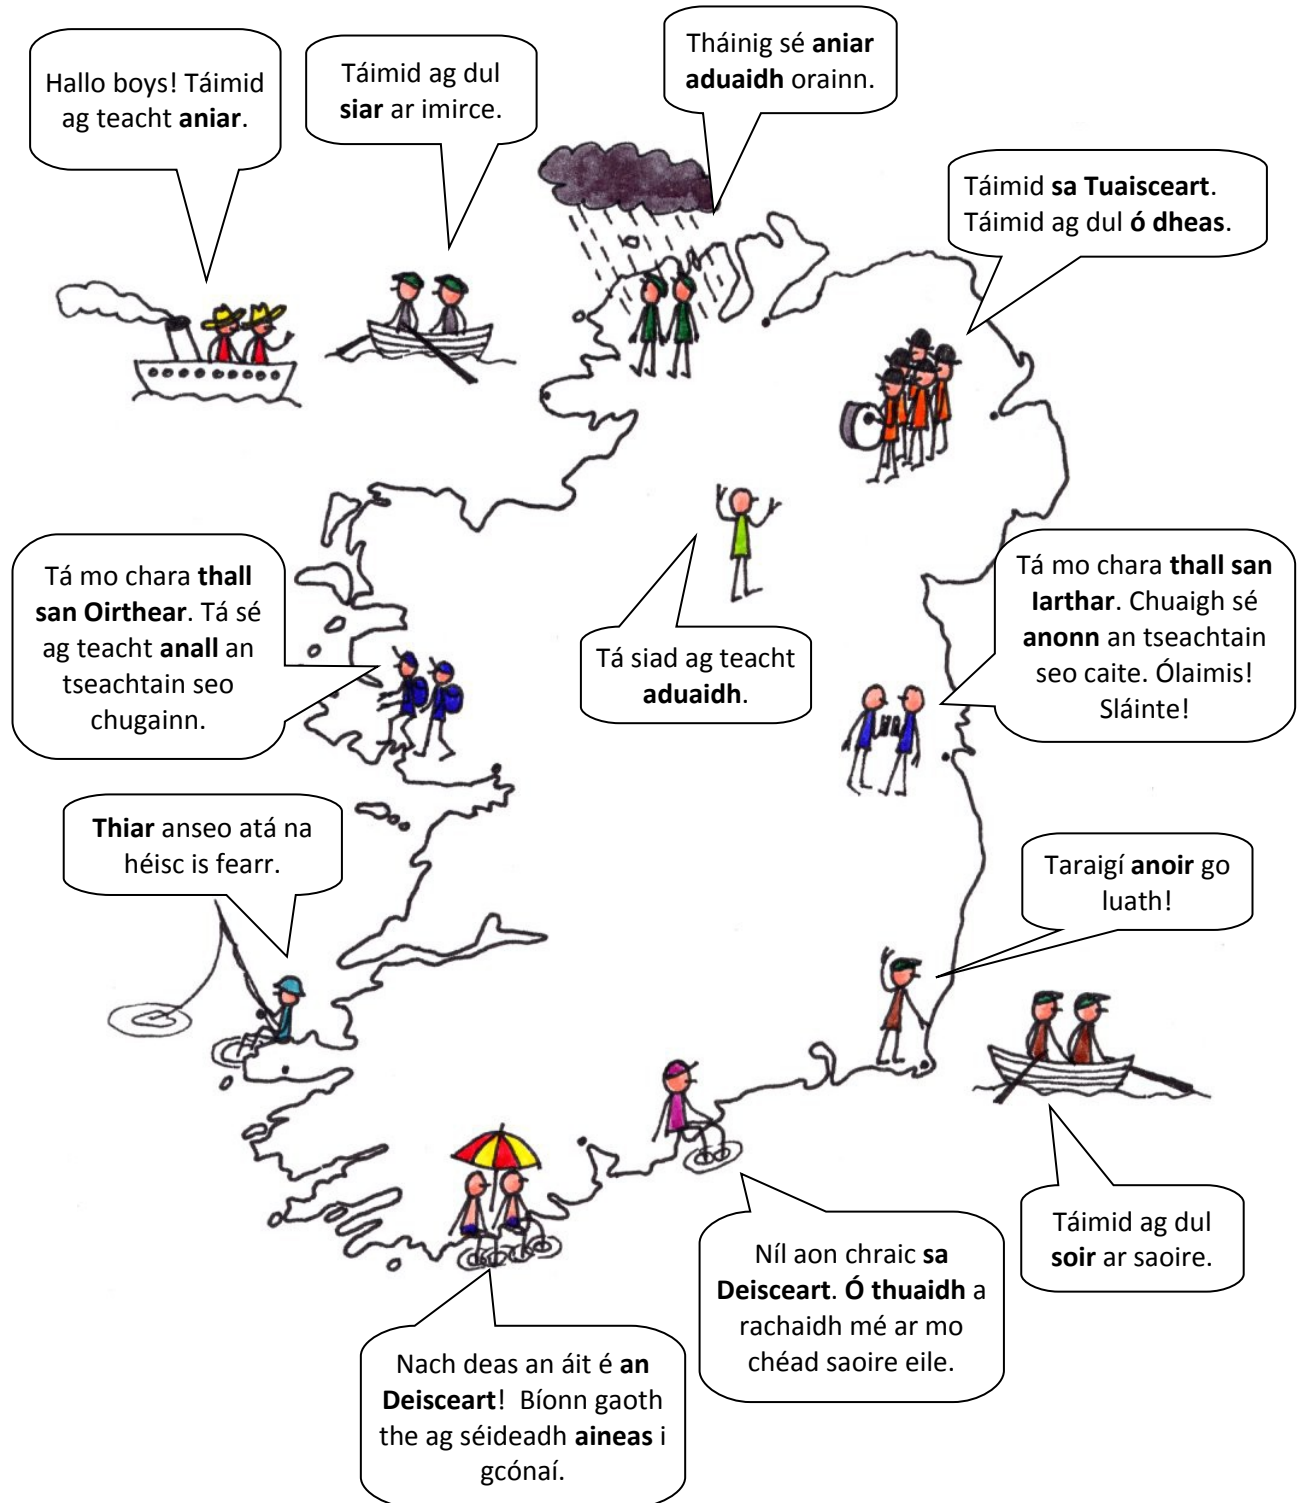 Hallo boys! Táimid
ag teacht aniar.
Táimid ag dul
siar ar imirce.
Tháinig sé aniar
aduaidh orainn.
Táimid sa Tuaisceart.
Táimid ag dul ó dheas.
Tá mo chara thall
san Oirthear. Tá sé
ag teacht anall an
tseachtain seo
chugainn.
Tá siad ag teacht
aduaidh.
Tá mo chara thall san
Iarthar. Chuaigh sé
anonn an tseachtain
seo caite. Ólaimis!
Sláinte!
Thiar anseo atá na
héisc is fearr.
Taraigí anoir go
luath!
Táimid ag dul
soir ar saoire.
Níl aon chraic sa
Deisceart. Ó thuaidh a
rachaidh mé ar mo
chéad saoire eile.
Nach deas an áit é an
Deisceart! Bíonn gaoth
the ag séideadh aineas i
gcónaí.